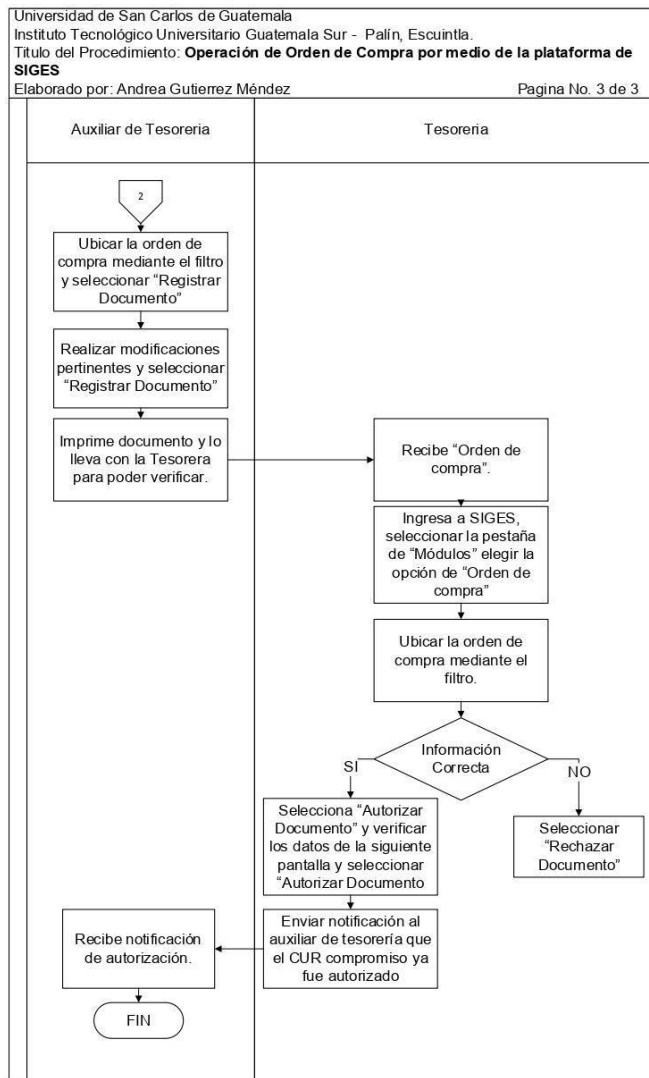 Universidad de San Carlos de Guatemala
Instituto Tecnológico Universitario Guatemala Sur - Palín, Escuintla.
Titulo del Procedimiento: Operación de Orden de Compra por medio de la plataforma de
SIGES
Elaborado por: Andrea Gutierrez Méndez Pagina No. 3 de 3
Auxiliar de Tesoreria
Tesoreria
2
Ubicar la orden de
compra mediante el filtro
y seleccionar “Registrar
Documento”
Realizar modificaciones
pertinentes y seleccionar
“Registrar Documento”
Imprime documento y lo
lleva con la Tesorera
para poder verificar.
Recibe “Orden de
compra”.
Ingresa a SIGES,
seleccionar la pestaña
de “Módulos” elegir la
opción de “Orden de
compra”
Ubicar la orden de
compra mediante el
filtro.
Información
Correcta
SI
NO
Selecciona “Autorizar
Documento” y verificar
los datos de la siguiente
pantalla y seleccionar
“Autorizar Documento
Seleccionar
“Rechazar
Documento”
Enviar notificación al
auxiliar de tesorería que
el CUR compromiso ya
fue autorizado
Recibe notificación
de autorización.
FIN